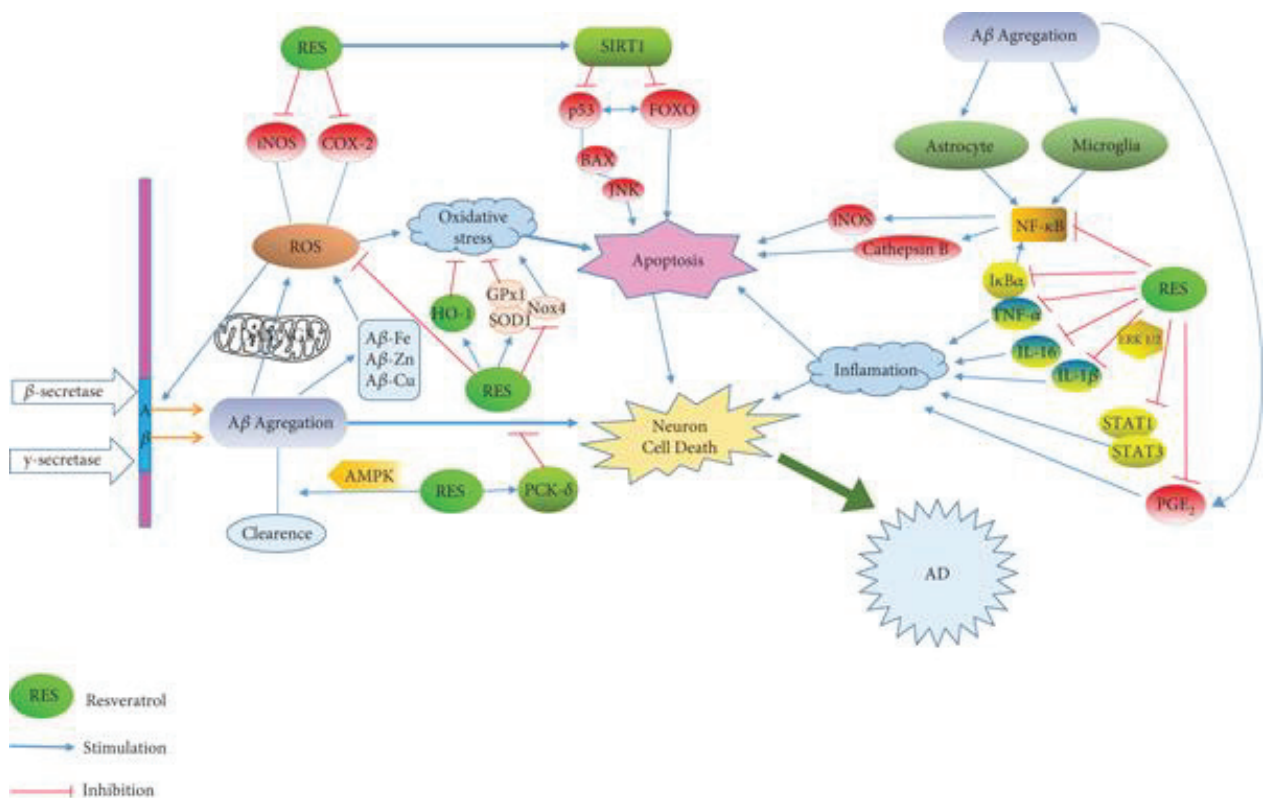 RES
SIRT1
Aβ Agregation
p53
FOXO
iNOS
COX-2
Astrocyte
Microglia
BAX
JNK
Oxidative
stress
ROS
iNOS
NF-κB
Cathepsin B
Apoptosis
IκBα
RES
GPx1
SOD1
Nox4
HO-1
TNF-α
ERK 1/2
Aβ-Fe
Aβ-Zn
Aβ-Cu
IL-16
IL-1β
Inflamation
RES
β-secretase
A
β
Aβ Agregation
Neuron
Cell Death
STAT1
STAT3
γ-secretase
AMPK
RES
PCK-δ
PGE₂
Clearence
AD
RES
Resveratrol
Stimulation
Inhibition